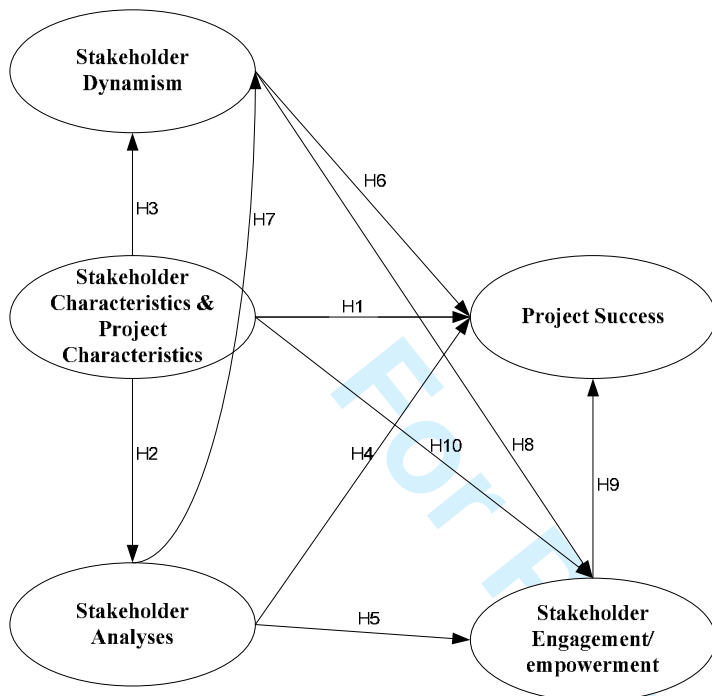 Stakeholder
Dynamism
H6
H3
H7
Stakeholder
Characteristics &
Project
Characteristics
H1
Project Success
H2
H4
H10
H8
H9
Stakeholder
Analyses
H5
Stakeholder
Engagement/
empowerment
For